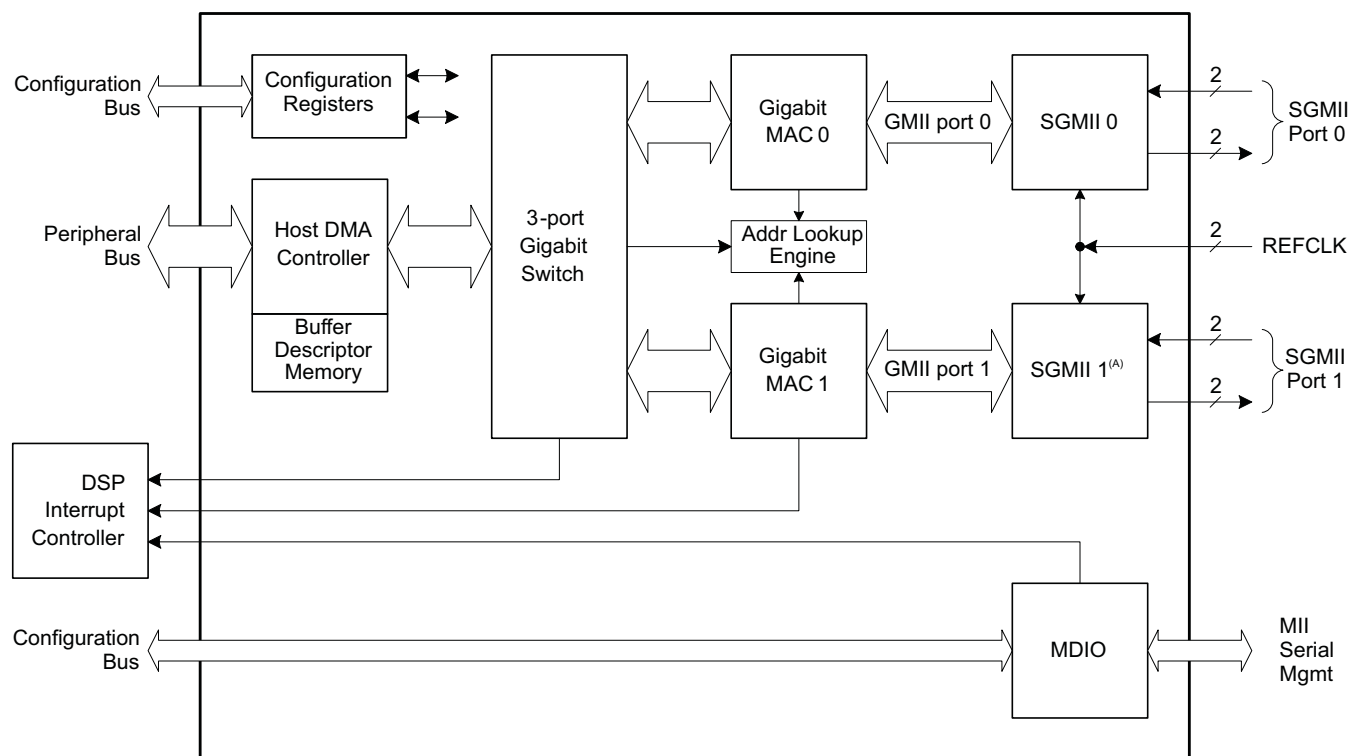 Configuration
Bus
Configuration
Registers
Peripheral
Bus
Host DMA
Controller
Buffer
Descriptor
Memory
3-port
Gigabit
Switch
Gigabit
MAC 0
GMII port 0
SGMII 0
2
2
SGMII
Port 0
Addr Lookup
Engine
2
REFCLK
Gigabit
MAC 1
GMII port 1
SGMII 1(A)
2
2
SGMII
Port 1
DSP
Interrupt
Controller
Configuration
Bus
MDIO
MII
Serial
Mgmt